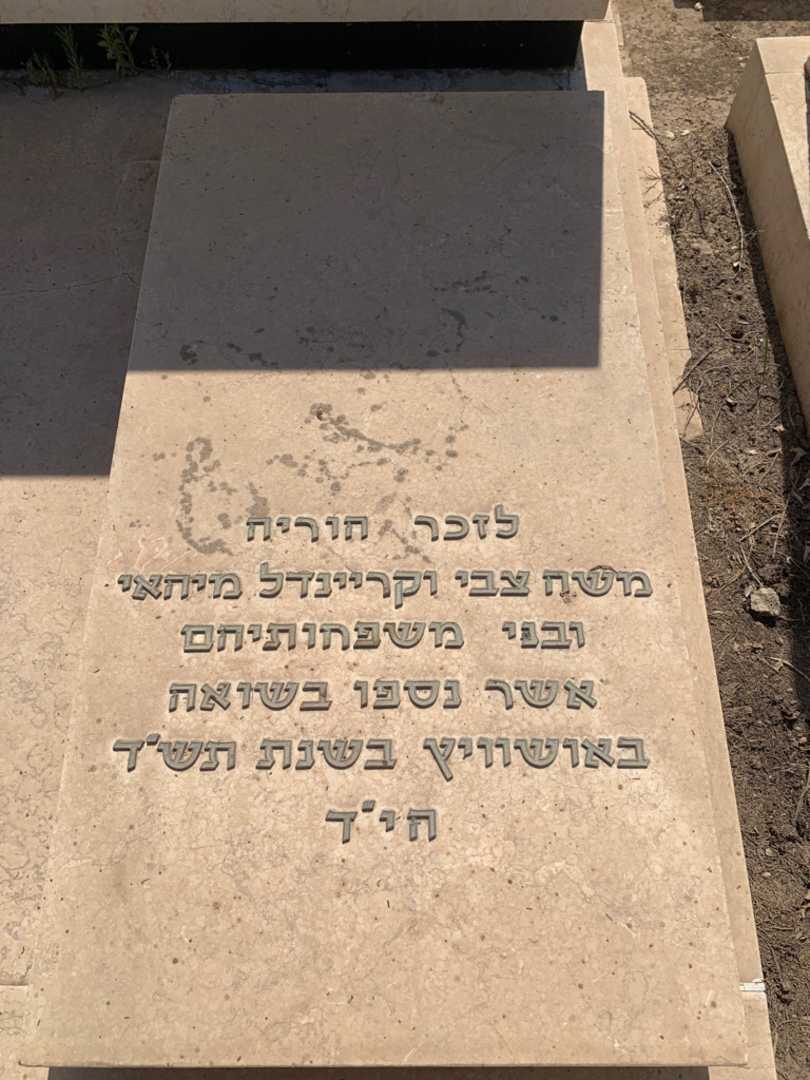 לזכר הוריה
משה צבי וקריינדל מיהאי
ובני משפחותיהם
אשר נספו בשואה
באושוויץ בשנת תש"ד
הי"ד